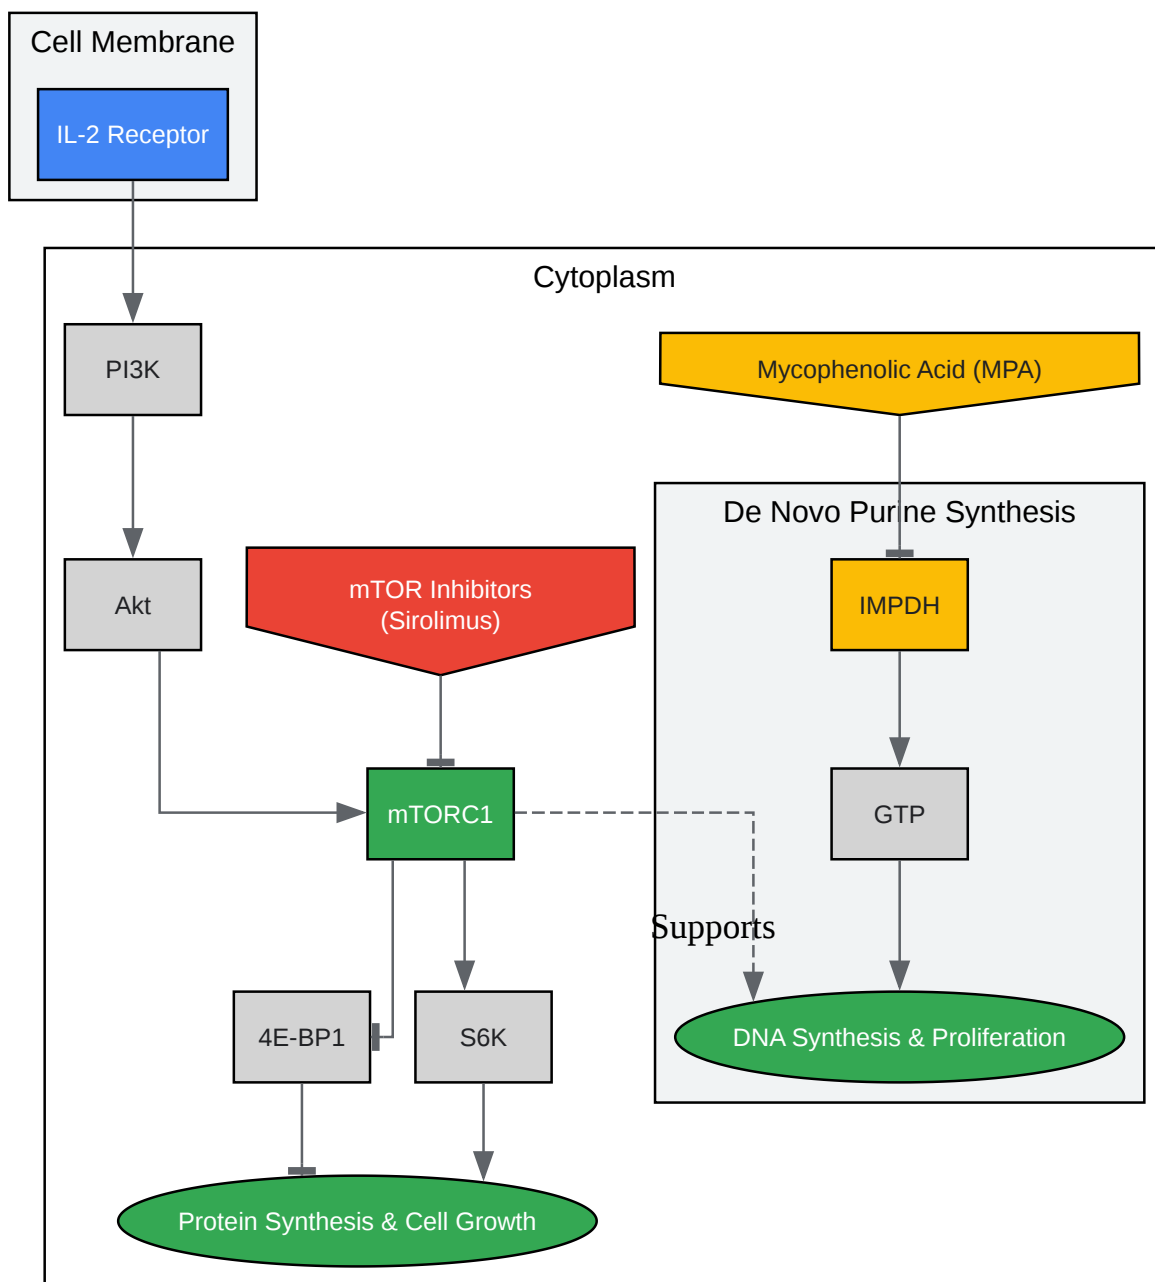 Cell Membrane
IL-2 Receptor
Cytoplasm
PI3K
Mycophenolic Acid (MPA)
De Novo Purine Synthesis
Akt
mTOR Inhibitors
(Sirolimus)
IMPDH
mTORC1
GTP
Supports
4E-BP1
S6K
DNA Synthesis & Proliferation
Protein Synthesis & Cell Growth